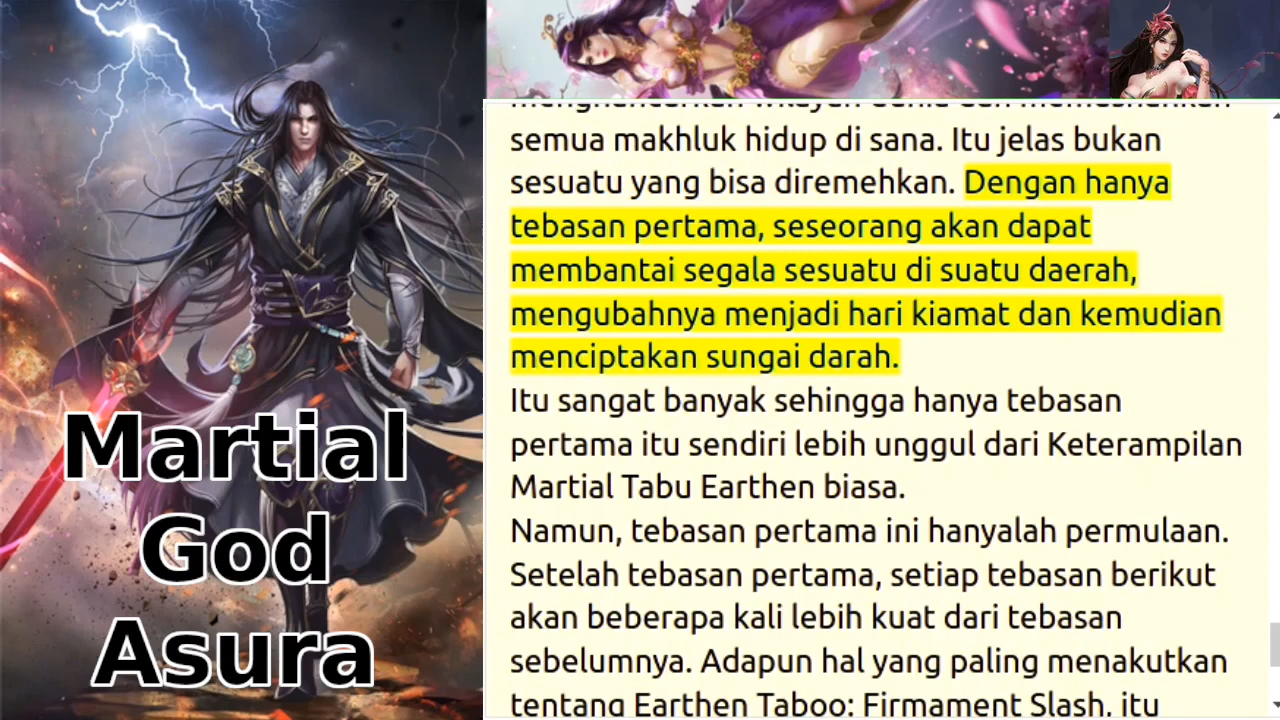 Martial
God
Asura
semua makhluk hidup di sana. Itu jelas bukan
sesuatu yang bisa diremehkan. Dengan hanya
tebasan pertama, seseorang akan dapat
membantai segala sesuatu di suatu daerah,
mengubahnya menjadi hari kiamat dan kemudian
menciptakan sungai darah.
Itu sangat banyak sehingga hanya tebasan
pertama itu sendiri lebih unggul dari Keterampilan
Martial Tabu Earthen biasa.
Namun, tebasan pertama ini hanyalah permulaan.
Setelah tebasan pertama, setiap tebasan berikut
akan beberapa kali lebih kuat dari tebasan
sebelumnya. Adapun hal yang paling menakutkan
tentang Earthen Taboo: Firmament Slash, itu